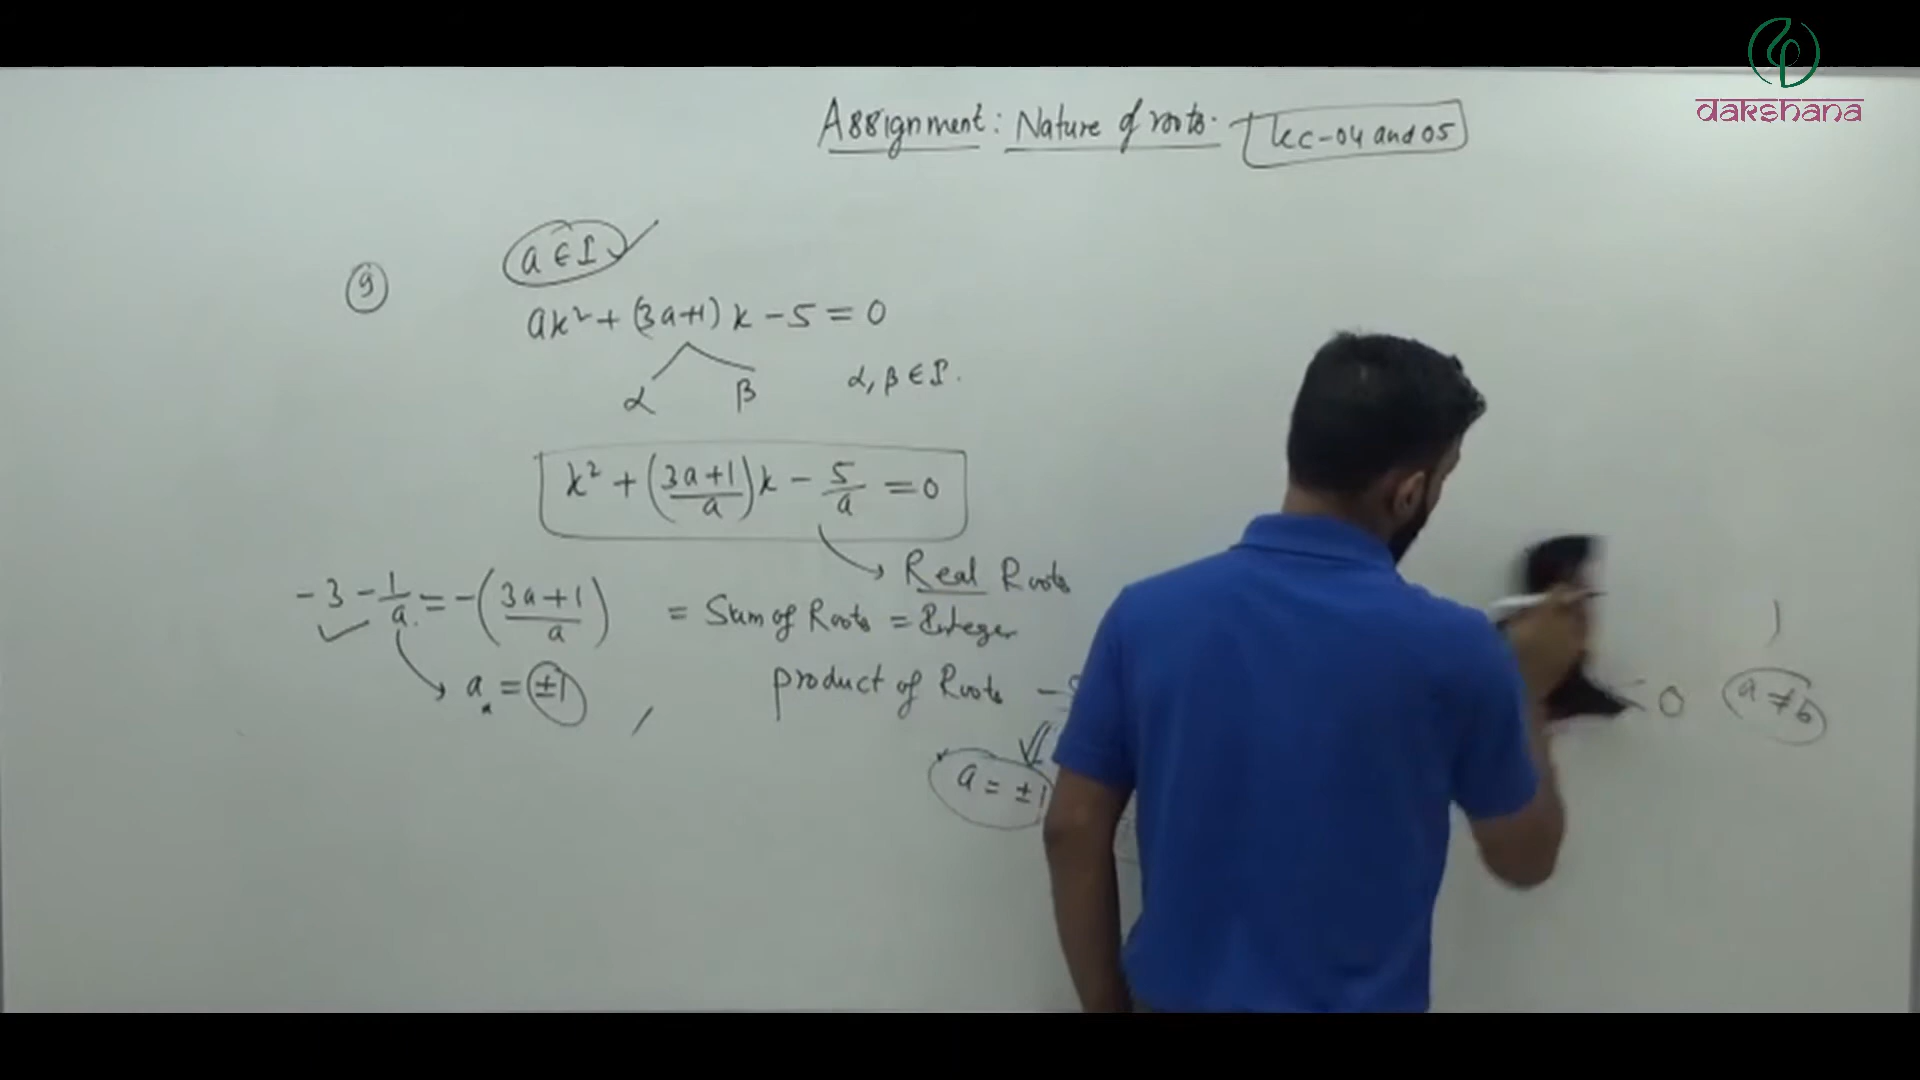 dakshana
Assignment: Nature of roots. Lec-04 and 05
9
a ∈ I ✓
ax² + (3a+1) x - 5 = 0
α β α, β ∈ I.
x² + (3a+1/a) x - 5/a = 0
Real Roots
-3 - 1/a = -(3a+1/a) = Sum of Roots = Integer
a = ±1 , product of Roots -
a = ±1
0 a ≠ b